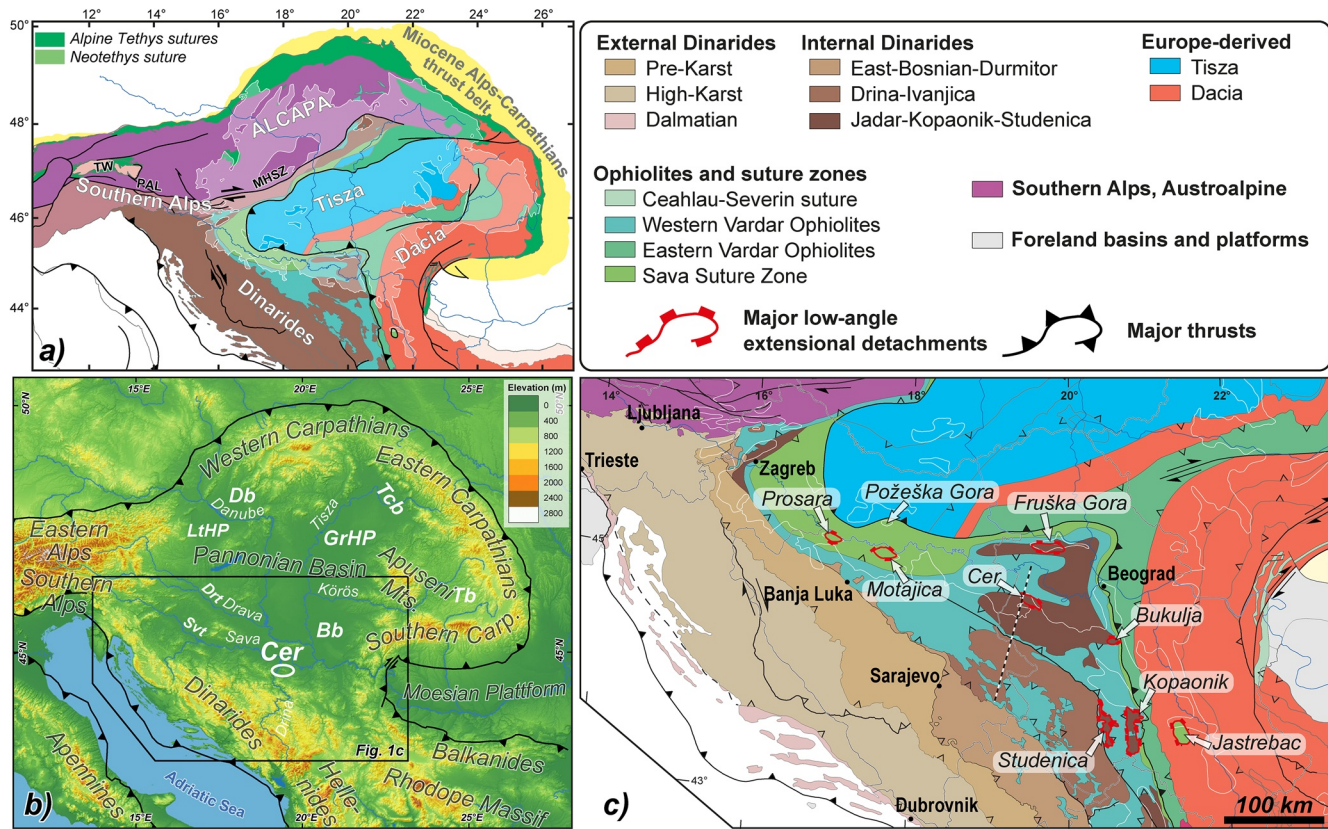 12°
14°
16°
18°
20°
22°
24°
26°
50°
48°
46°
44°
Alpine Tethys sutures
Neotethys suture
Miocene Alps-Carpathians
thrust belt
ALCAPA
TW
PAL
MHSZ
Southern Alps
Tisza
Dacia
Dinarides
a)
External Dinarides
Pre-Karst
High-Karst
Dalmatian
Internal Dinarides
East-Bosnian-Durmitor
Drina-Ivanjica
Jadar-Kopaonik-Studenica
Europe-derived
Tisza
Dacia
Ophiolites and suture zones
Ceahlau-Severin suture
Western Vardar Ophiolites
Eastern Vardar Ophiolites
Sava Suture Zone
Southern Alps, Austroalpine
Foreland basins and platforms
Major low-angle
extensional detachments
Major thrusts
15°E
20°E
25°E
50°N
50°N
Elevation (m)
0
400
800
1200
1600
2000
2400
2800
Western Carpathians
Eastern Carpathians
Db
Danube
Tisza
Tcb
LtHP
GrHP
Eastern
Alps
Southern
Alps
Pannonian Basin
Apuseni
Mts.
Tb
Körös
Drt
Drava
Svt
Sava
Bb
Southern Carp.
Cer
45°N
45°N
Moesian Plattform
Dinarides
Drina
Fig. 1c
Balkanides
Apennines
Adriatic Sea
Helle-
nides
Rhodope Massif
15°E
20°E
25°E
b)
16
18
20
22
Ljubljana
Trieste
Zagreb
Prosara
Požeška Gora
Fruška Gora
45°
Cer
Beograd
Banja Luka
Motajica
Bukulja
Sarajevo
Kopaonik
Studenica
Jastrebac
43°
Dubrovnik
100 km
c)